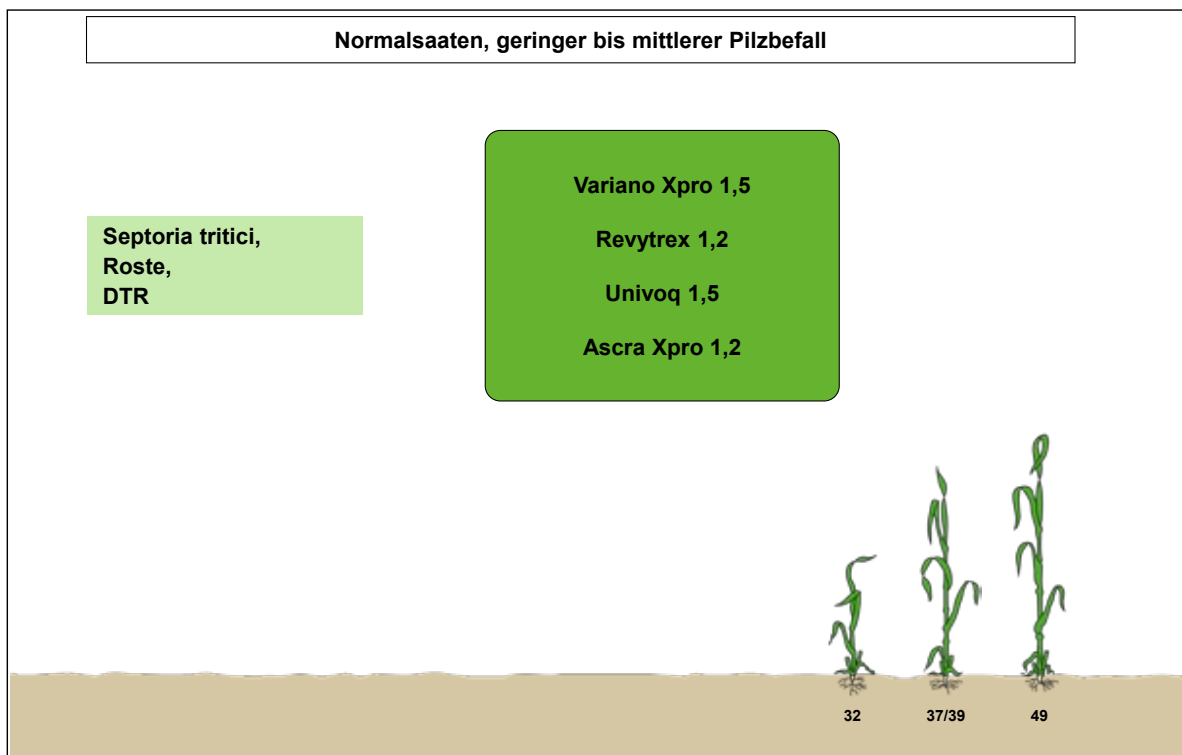 Normalsaaten, geringer bis mittlerer Pilzbefall
Septoria tritici,
Roste,
DTR
Variano Xpro 1,5
Revytrex 1,2
Univoq 1,5
Ascra Xpro 1,2
32
37/39
49